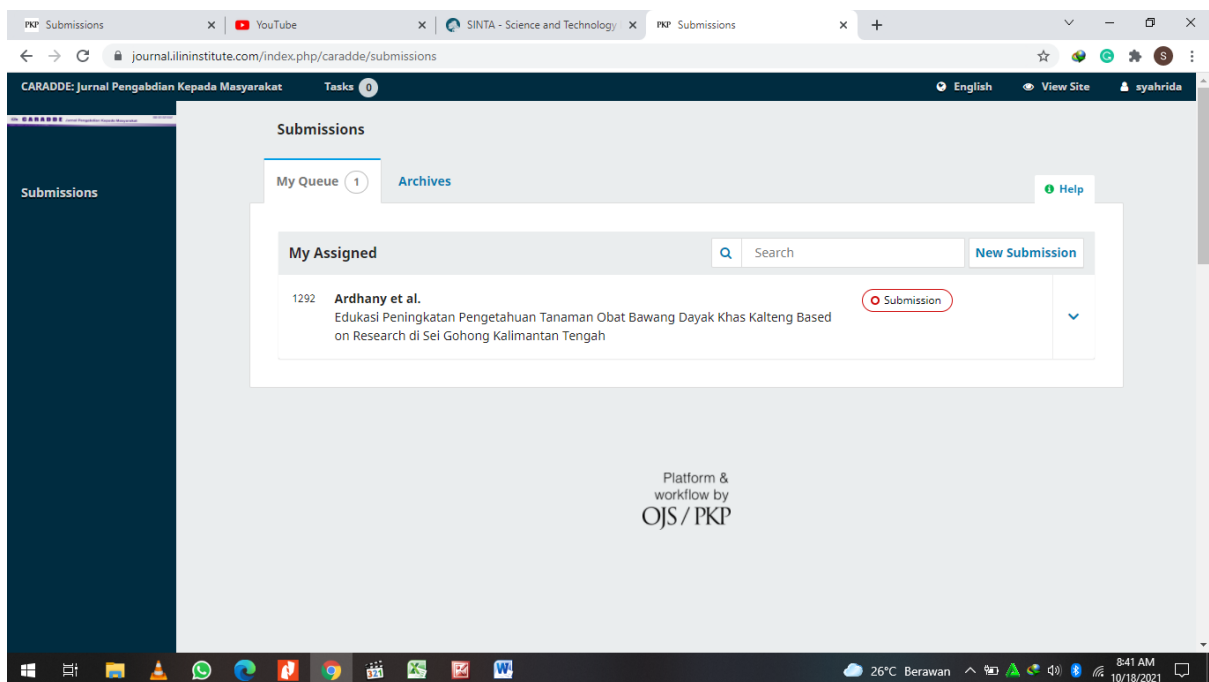 PKP Submissions
YouTube
SINTA - Science and Technology
PKP Submissions
journal.ilininstitute.com/index.php/caradde/submissions
S
CARADDE: Jurnal Pengabdian Kepada Masyarakat
Tasks 0
English
View Site
syahrida
CARADDE
Submissions
Submissions
My Queue 1
Archives
Help
My Assigned
Search
New Submission
1292
Ardhany et al.
Submission
Edukasi Peningkatan Pengetahuan Tanaman Obat Bawang Dayak Khas Kalteng Based
on Research di Sei Gohong Kalimantan Tengah
Platform &
workflow by
OJS / PKP
26°C Berawan
8:41 AM
10/18/2021